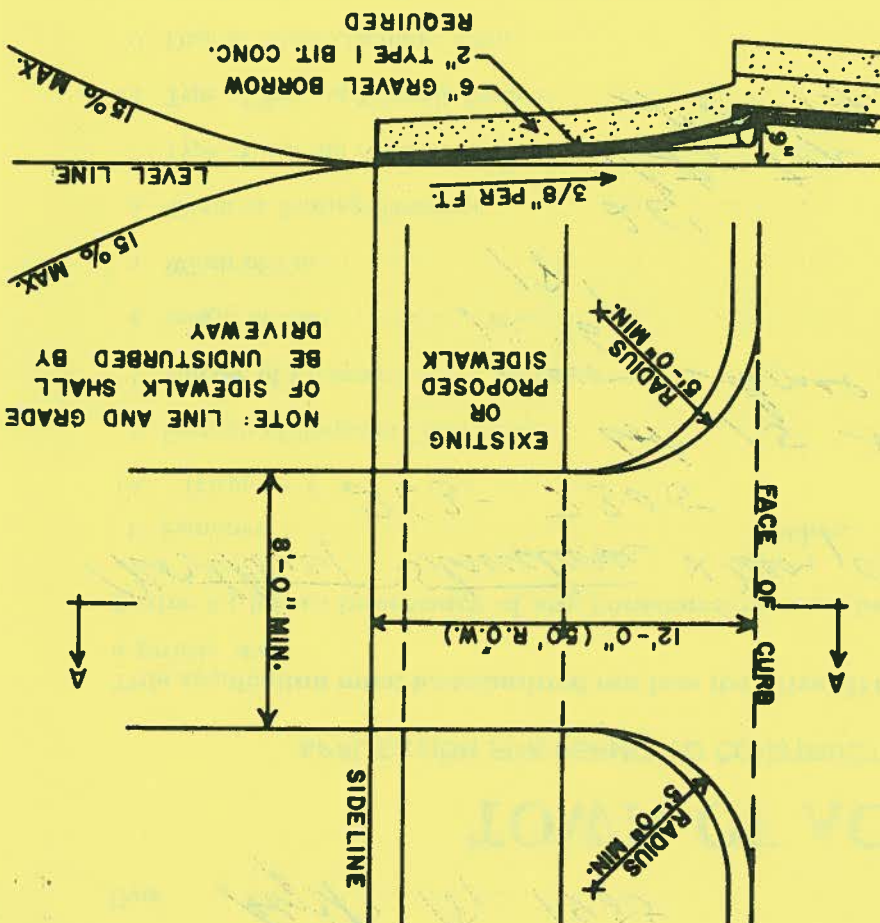 RADIUS
5'-0" MIN.
SIDELINE
A
12'-0" (50' R.O.W.)
8'-0" MIN.
A
FACE OF CURB
NOTE: LINE AND GRADE
OF SIDEWALK SHALL
BE UNDISTURBED BY
DRIVEWAY
EXISTING
OR
PROPOSED
SIDEWALK
RADIUS
5'-0" MIN.
15% MAX.
3/8" PER FT.
LEVEL LINE
9"
15% MAX.
6" GRAVEL BORROW
2" TYPE I BIT. CONC.
REQUIRED